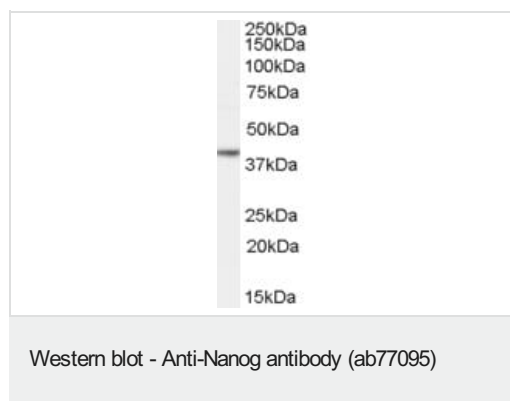 250kDa
150kDa
100kDa
75kDa
50kDa
37kDa
25kDa
20kDa
15kDa
Western blot - Anti-Nanog antibody (ab77095)